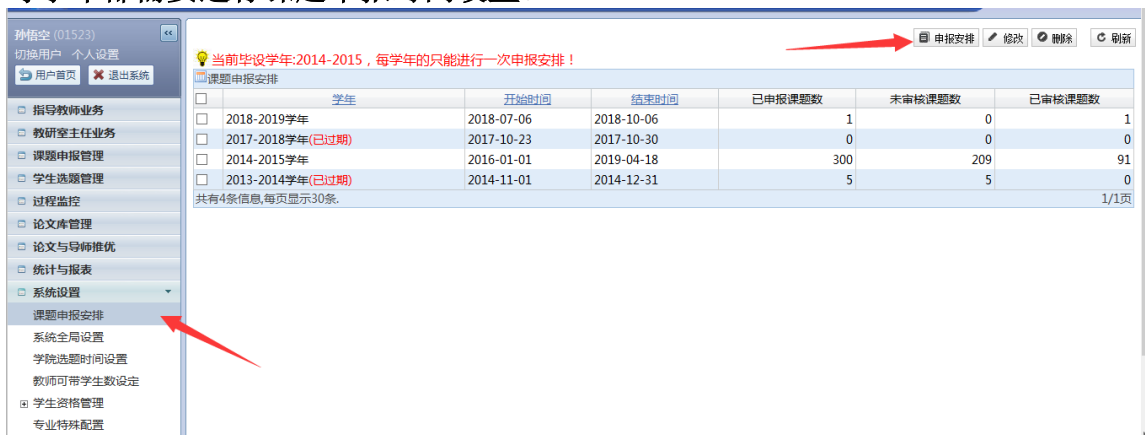 孙悟空 (01523)
切换用户 个人设置
用户首页 退出系统
指导教师业务
教研室主任业务
课题申报管理
学生选题管理
过程监控
论文库管理
论文与导师推优
统计与报表
系统设置
课题申报安排
系统全局设置
学院选题时间设置
教师可带学生数设定
学生资格管理
专业特殊配置
申报安排 修改 删除 刷新
当前毕设学年:2014-2015，每学年的只能进行一次申报安排！
课题申报安排
学年 开始时间 结束时间 已申报课题数 未审核课题数 已审核课题数
2018-2019学年 2018-07-06 2018-10-06 1 0 1
2017-2018学年(已过期) 2017-10-23 2017-10-30 0 0 0
2014-2015学年 2016-01-01 2019-04-18 300 209 91
2013-2014学年(已过期) 2014-11-01 2014-12-31 5 5 0
共有4条信息,每页显示30条. 1/1页